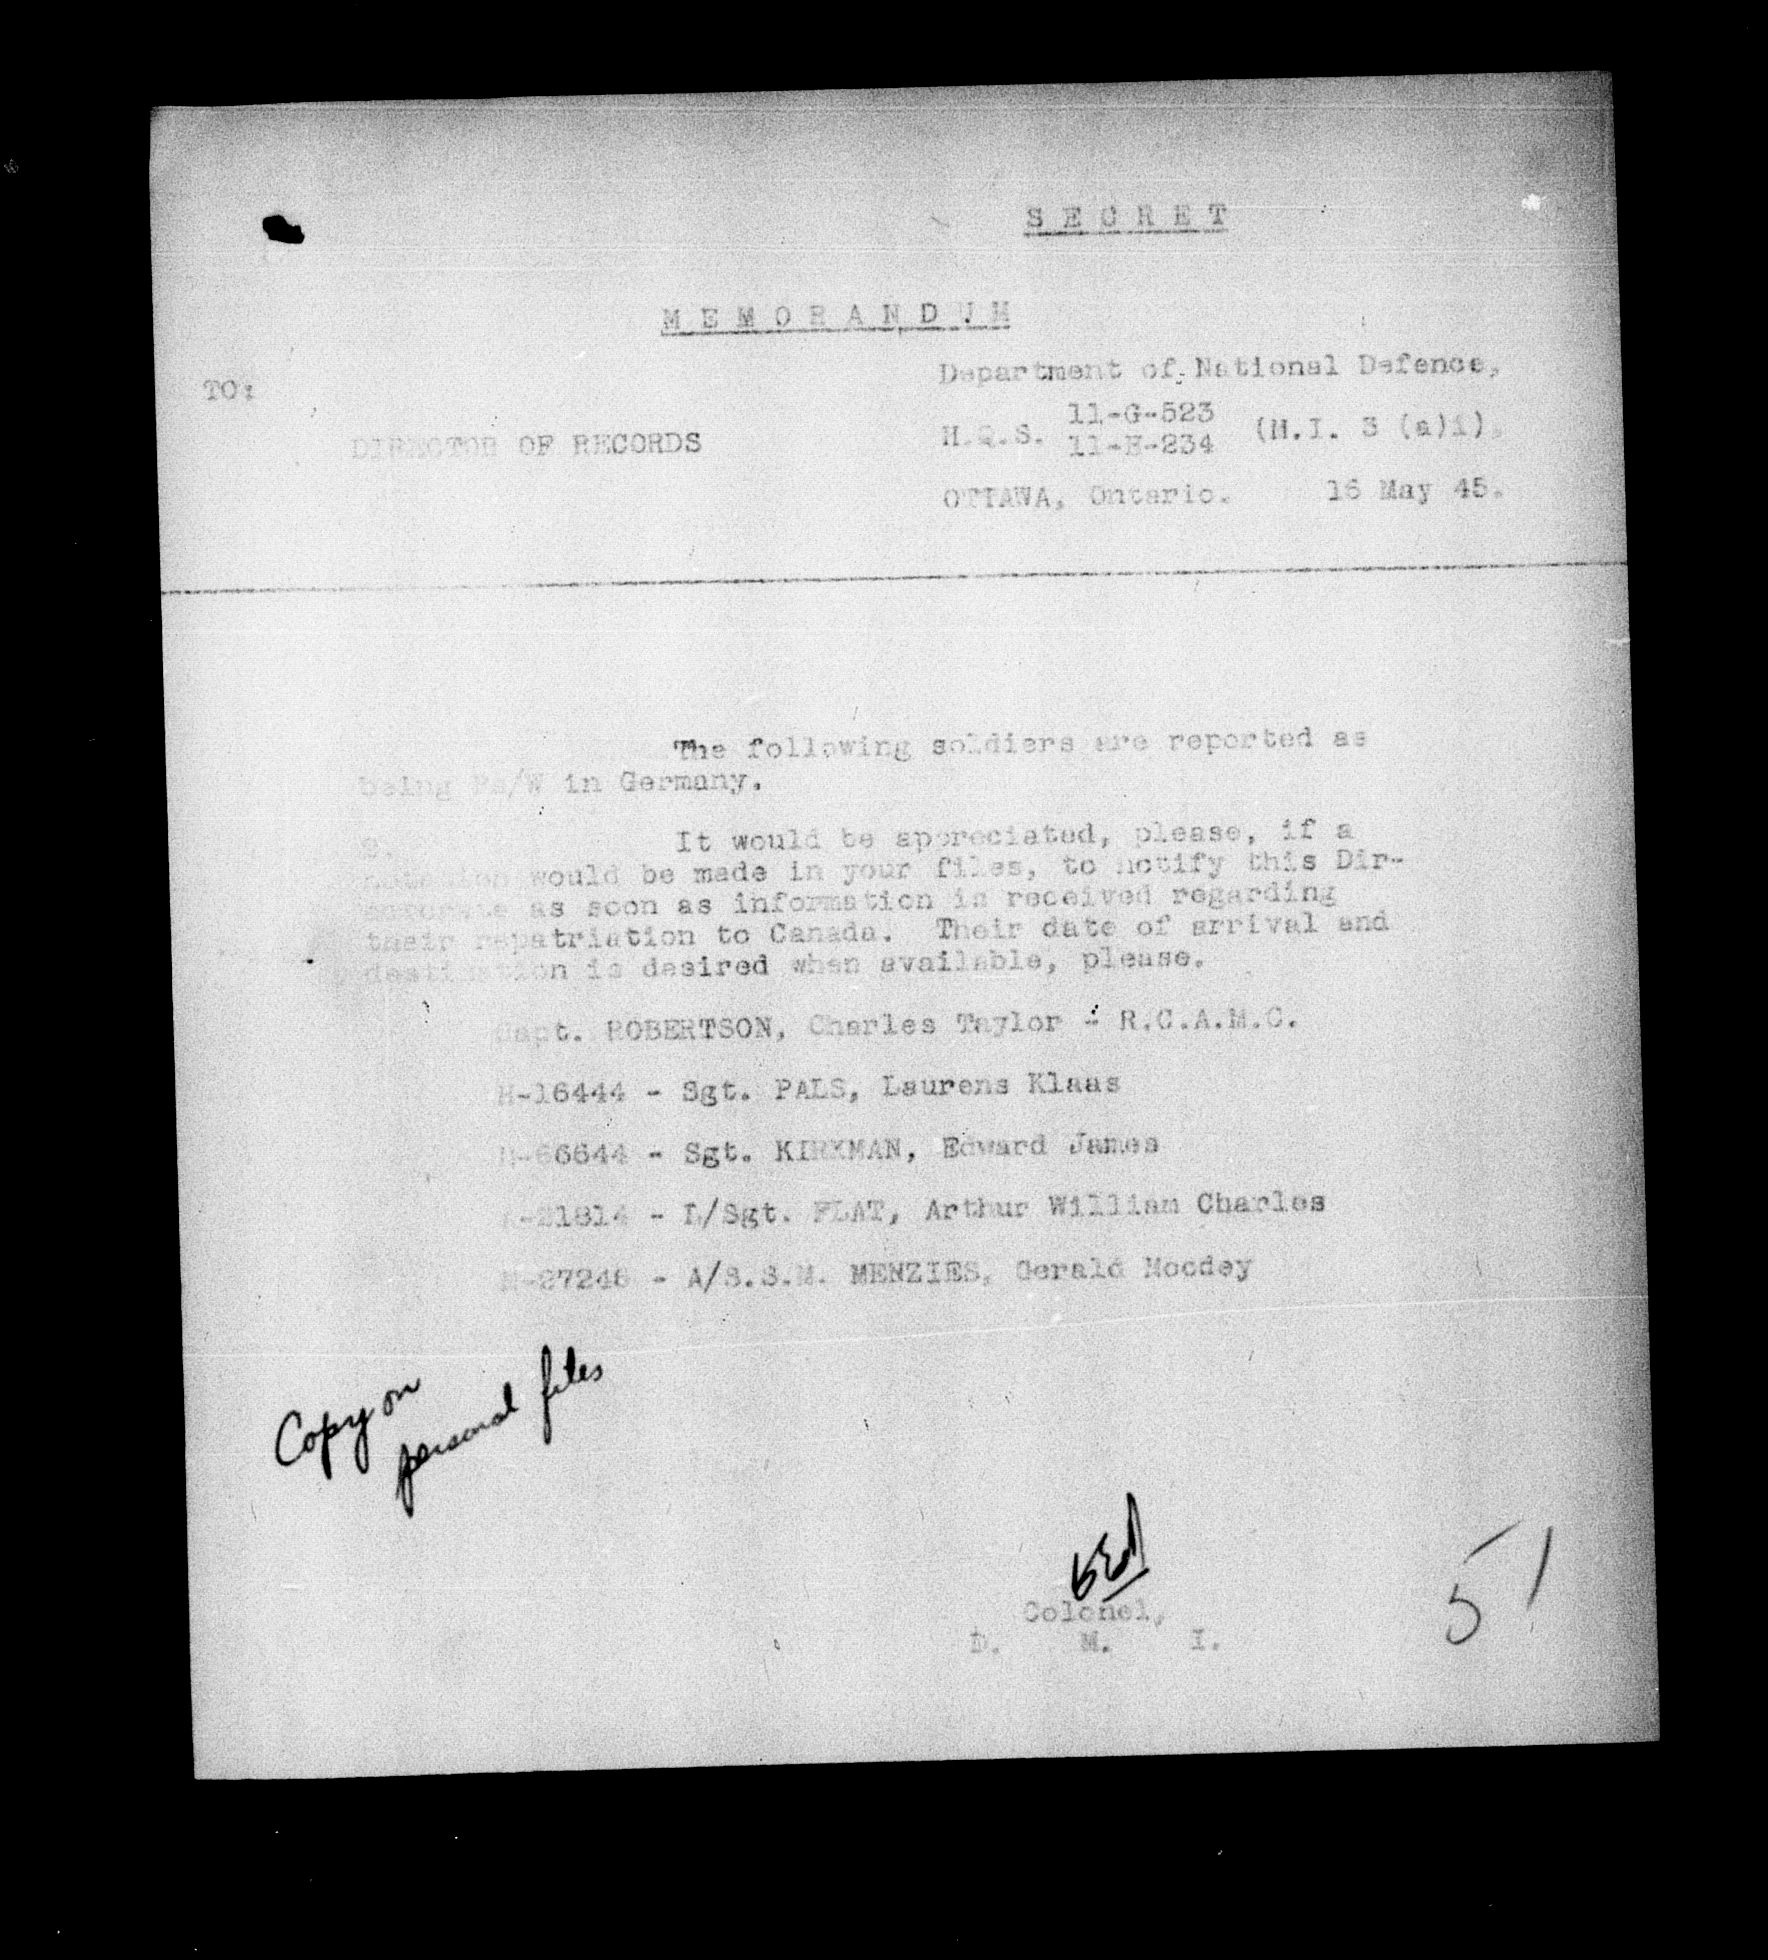 S E C R E T
M E M O R A N D U M
TO:
Department of National Defence,
11-G-523
H.Q.S. (M.I. 3 (a)i).
11-E-234
DIRECTOR OF RECORDS
OTTAWA, Ontario. 16 May 45.
The following soldiers are reported as
being Ps/W in Germany.
2. It would be appreciated, please, if a
notation would be made in your files, to notify this Dir-
ectorate as soon as information is received regarding
their repatriation to Canada. Their date of arrival and
destination is desired when available, please.
Capt. ROBERTSON, Charles Taylor - R.C.A.M.C.
H-16444 - Sgt. PALS, Laurens Klaas
-66644 - Sgt. KIRKMAN, Edward James
-21814 - L/Sgt. FLAT, Arthur William Charles
M-27248 - A/S.S.M. MENZIES, Gerald Moodey
Copy on
personal files
Colonel,
D. M. I.
51